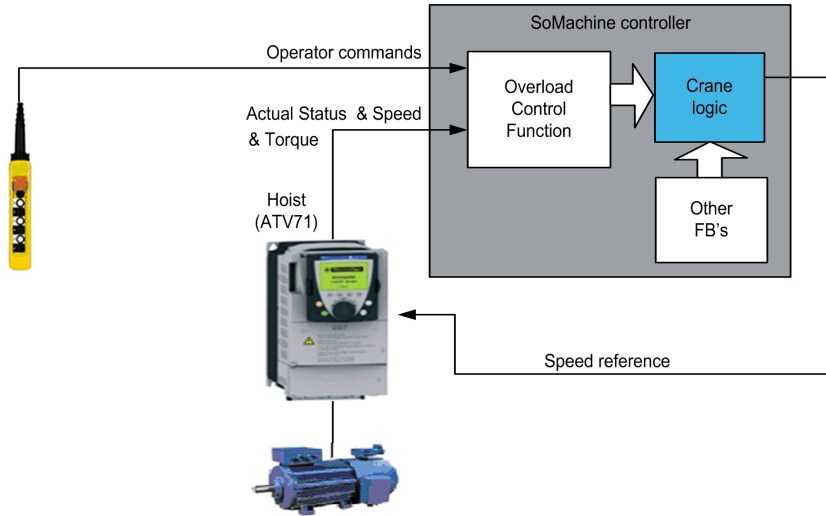 SoMachine controller
Operator commands
Overload
Control
Function
Crane
logic
Actual Status & Speed
& Torque
Other
FB's
Hoist
(ATV71)
Speed reference